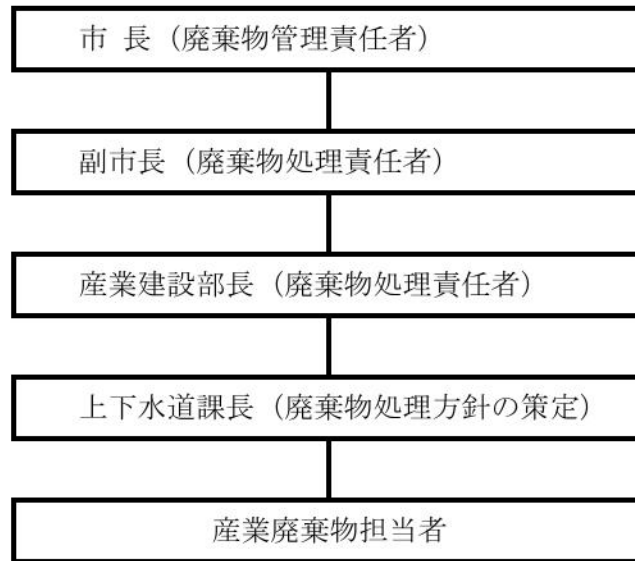 市 長（廃棄物管理責任者）
副市長（廃棄物処理責任者）
産業建設部長（廃棄物処理責任者）
上下水道課長（廃棄物処理方針の策定）
産業廃棄物担当者